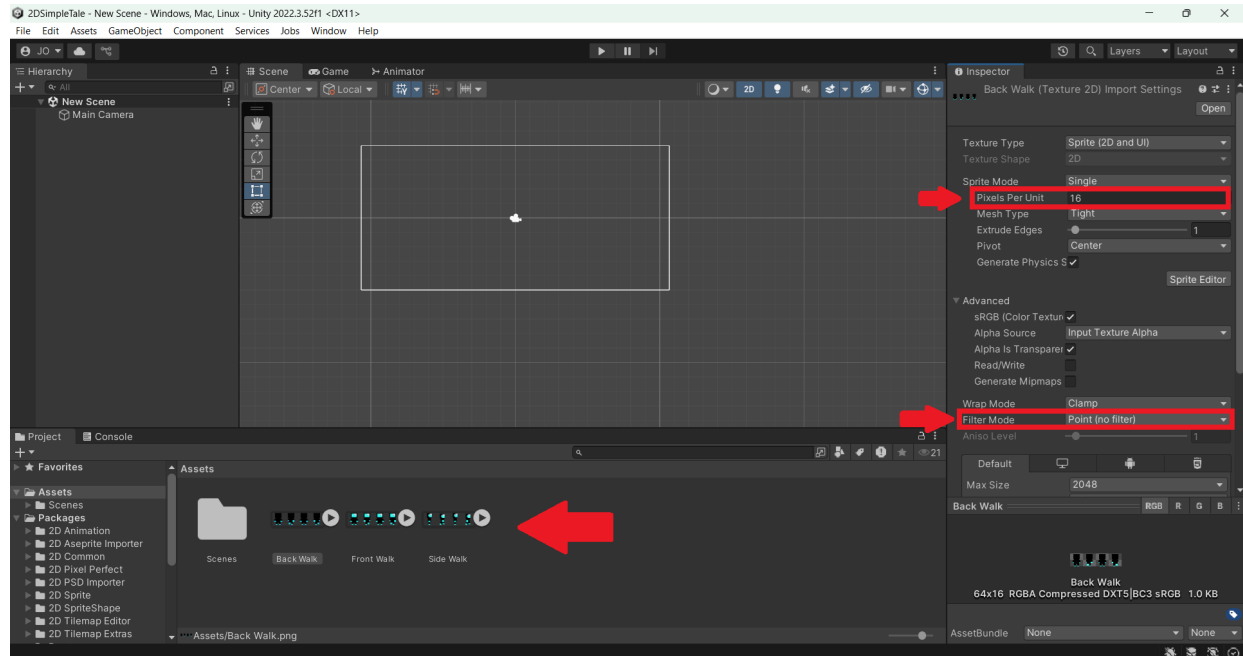 2DSimpleTale - New Scene - Windows, Mac, Linux - Unity 2022.3.52f1 <DX11>
File Edit Assets GameObject Component Services Jobs Window Help
JO Layers Layout
Hierarchy
All
New Scene
Main Camera
Scene Game Animator
Center Local 2D
Inspector
Back Walk (Texture 2D) Import Settings
Open
Texture Type Sprite (2D and UI)
Texture Shape 2D
Sprite Mode Single
Pixels Per Unit 16
Mesh Type Tight
Extrude Edges 1
Pivot Center
Generate Physics S
Sprite Editor
Advanced
sRGB (Color Textur
Alpha Source Input Texture Alpha
Alpha Is Transparer
Read/Write
Generate Mipmaps
Wrap Mode Clamp
Filter Mode Point (no filter)
Aniso Level 1
Default
Max Size 2048
Project Console
21
Favorites
Assets
Scenes
Packages
2D Animation
2D Aseprite Importer
2D Common
2D Pixel Perfect
2D PSD Importer
2D Sprite
2D SpriteShape
2D Tilemap Editor
2D Tilemap Extras
Assets
Scenes Back Walk Front Walk Side Walk
Assets/Back Walk.png
Back Walk RGB R G B
Back Walk
64x16 RGBA Compressed DXT5|BC3 sRGB 1.0 KB
AssetBundle None None